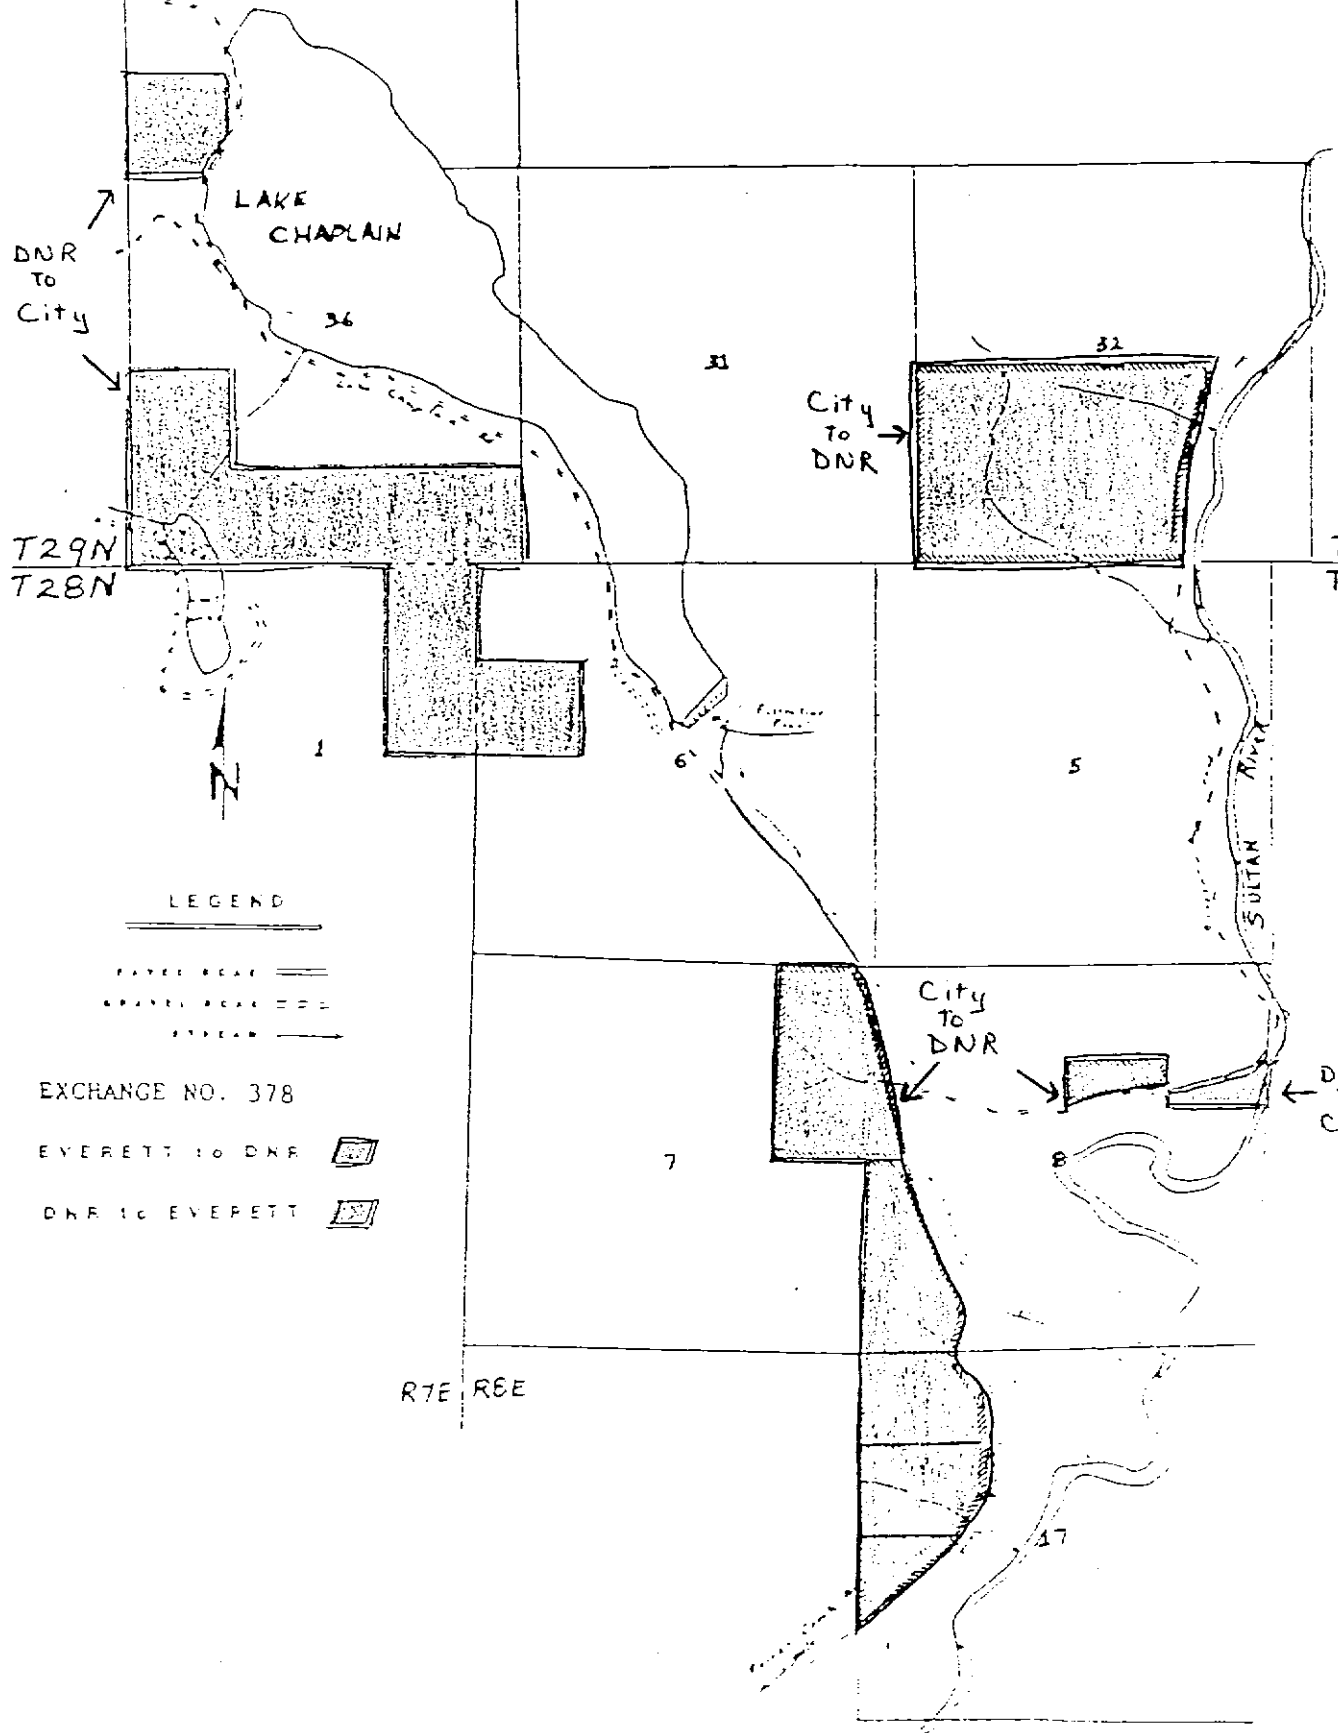 LAKE
CHAPLAIN
DNR
TO
City
36
31
32
City
TO
DNR
T29N
T28N
T
T
N
1
6
5
SULTAN River
LEGEND
STREAM
City
TO
DNR
D
C
EXCHANGE NO. 378
EVERETT to DNR
DNR to EVERETT
7
8
R7E R8E
17